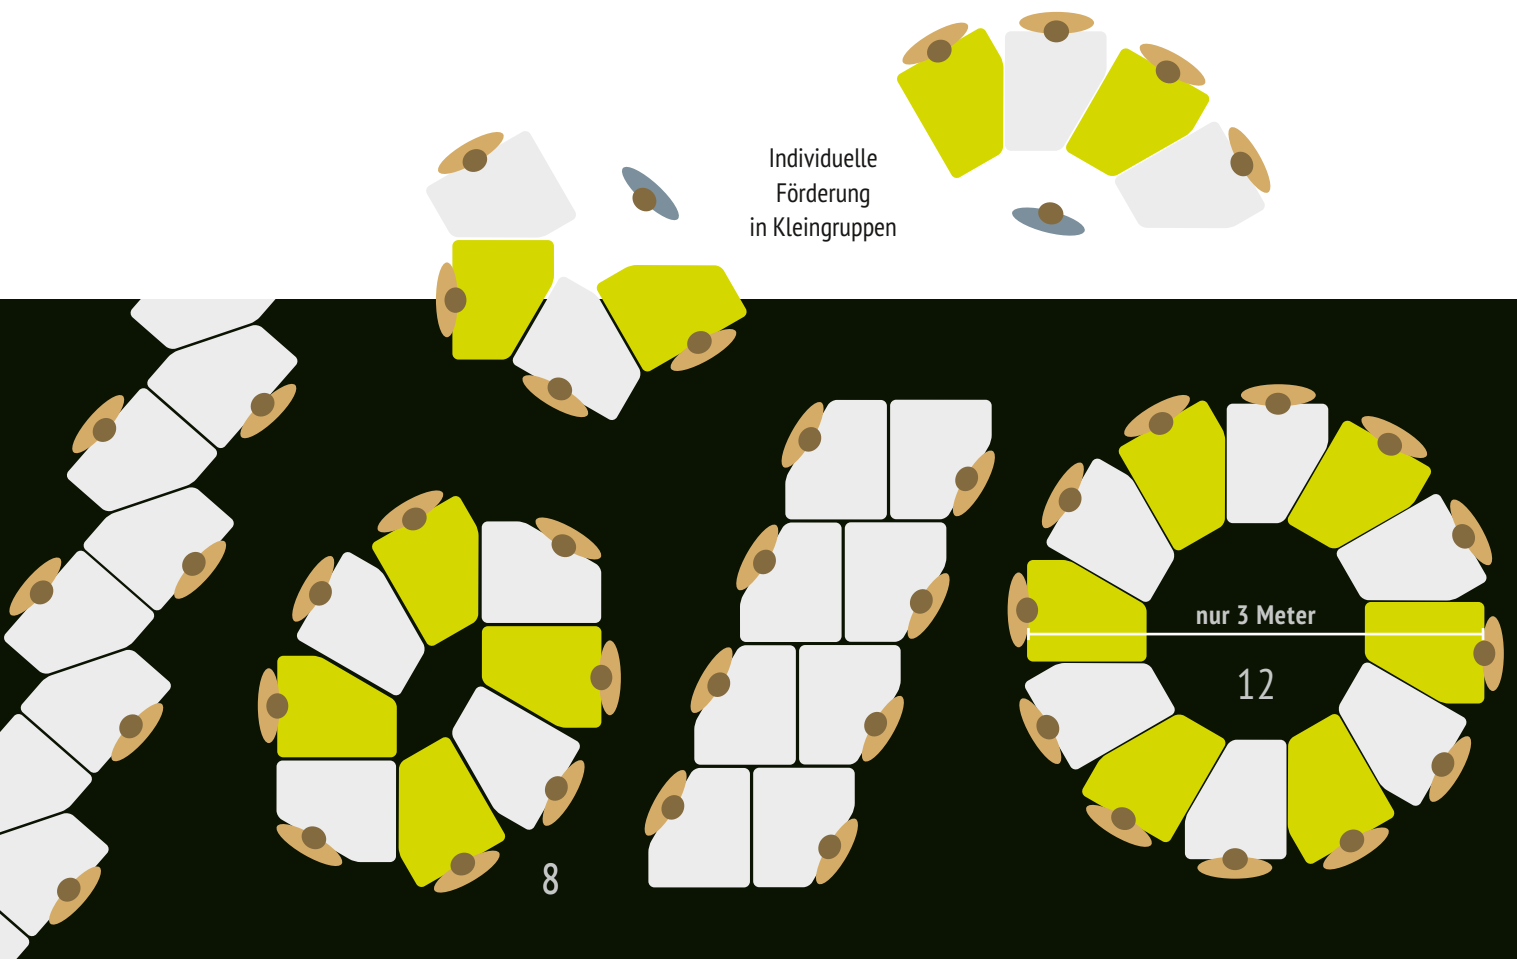 Individuelle
Förderung
in Kleingruppen
nur 3 Meter
12
8